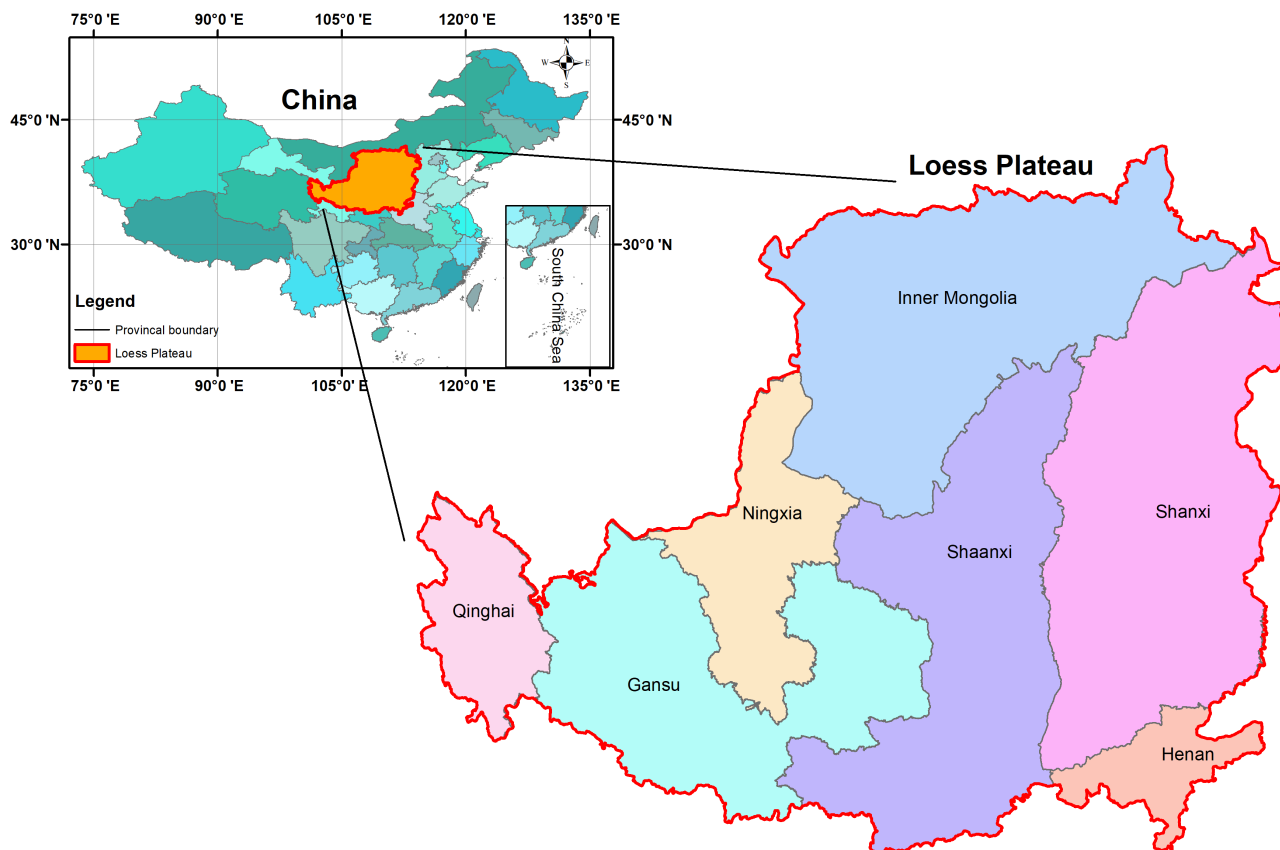 75°0 'E 90°0 'E 105°0 'E 120°0 'E 135°0 'E
N
W E
S
China
45°0 'N 45°0 'N
Loess Plateau
30°0 'N 30°0 'N
South China Sea
Legend
Provincal boundary
Loess Plateau
75°0 'E 90°0 'E 105°0 'E 120°0 'E 135°0 'E
Inner Mongolia
Ningxia
Shanxi
Shaanxi
Qinghai
Gansu
Henan